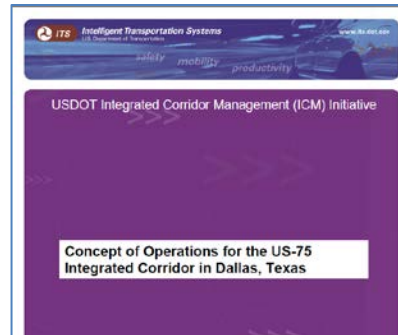 ITS Intelligent Transportation Systems
U.S. Department of Transportation
www.its.dot.gov
safety mobility productivity
USDOT Integrated Corridor Management (ICM) Initiative
>>>
>>>
>>>
Concept of Operations for the US-75
Integrated Corridor in Dallas, Texas